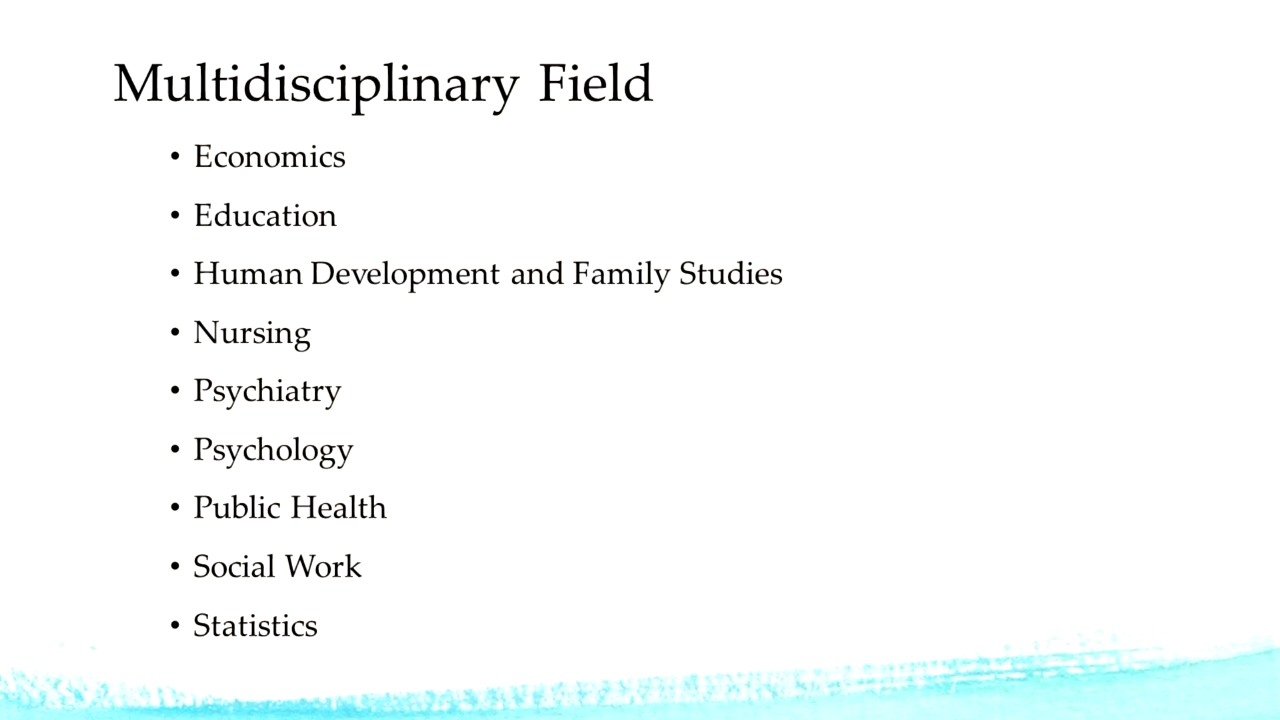 Multidisciplinary Field
• Economics
• Education
• Human Development and Family Studies
• Nursing
• Psychiatry
• Psychology
• Public Health
• Social Work
• Statistics